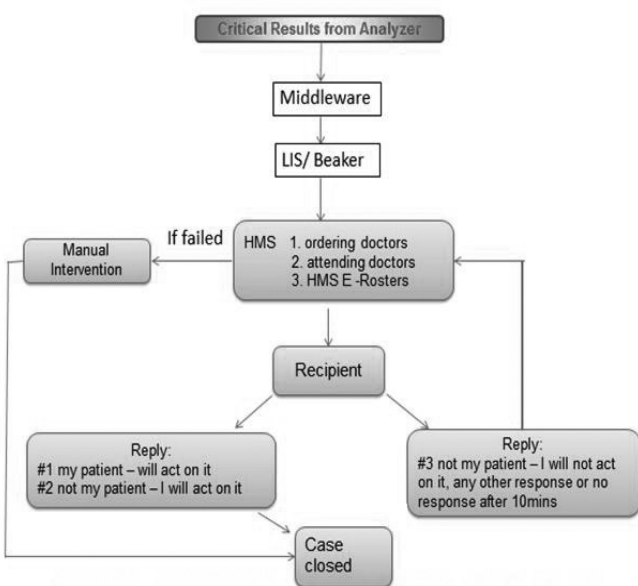 Critical Results from Analyzer
Middleware
LIS/ Beaker
If failed
Manual
Intervention
HMS 1. ordering doctors
2. attending doctors
3. HMS E -Rosters
Recipient
Reply:
#1 my patient – will act on it
#2 not my patient – I will act on it
Reply:
#3 not my patient – I will not act
on it, any other response or no
response after 10mins
Case
closed